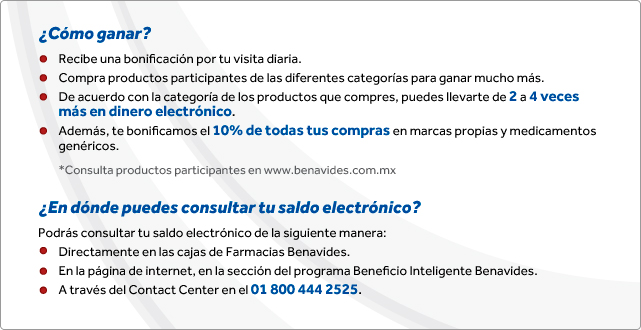 ¿Cómo ganar?
Recibe una bonificación por tu visita diaria.
Compra productos participantes de las diferentes categorías para ganar mucho más.
De acuerdo con la categoría de los productos que compres, puedes llevarte de 2 a 4 veces
más en dinero electrónico.
Además, te bonificamos el 10% de todas tus compras en marcas propias y medicamentos
genéricos.
*Consulta productos participantes en www.benavides.com.mx
¿En dónde puedes consultar tu saldo electrónico?
Podrás consultar tu saldo electrónico de la siguiente manera:
Directamente en las cajas de Farmacias Benavides.
En la página de internet, en la sección del programa Beneficio Inteligente Benavides.
A través del Contact Center en el 01 800 444 2525.